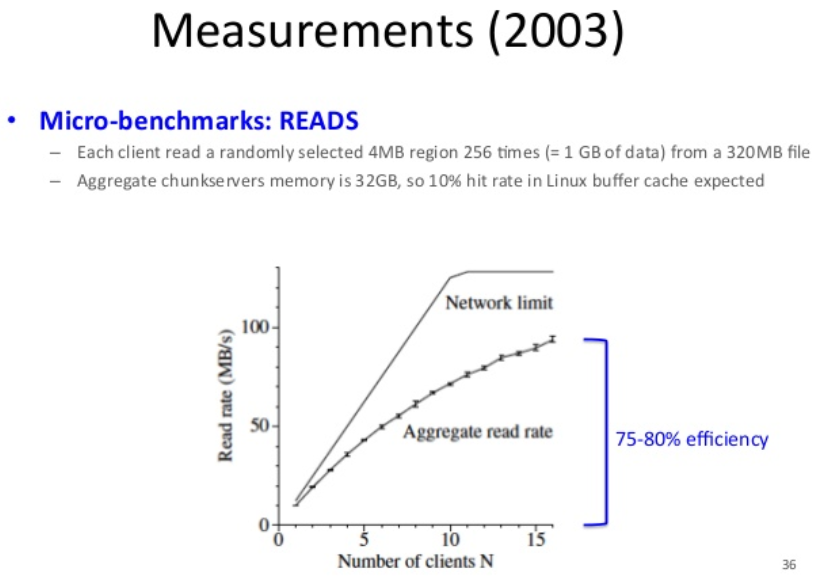 Measurements (2003)
• Micro-benchmarks: READS
– Each client read a randomly selected 4MB region 256 times (= 1 GB of data) from a 320MB file
– Aggregate chunkservers memory is 32GB, so 10% hit rate in Linux buffer cache expected
Network limit
100
Read rate (MB/s)
50
Aggregate read rate
75-80% efficiency
0
0 5 10 15
Number of clients N
36